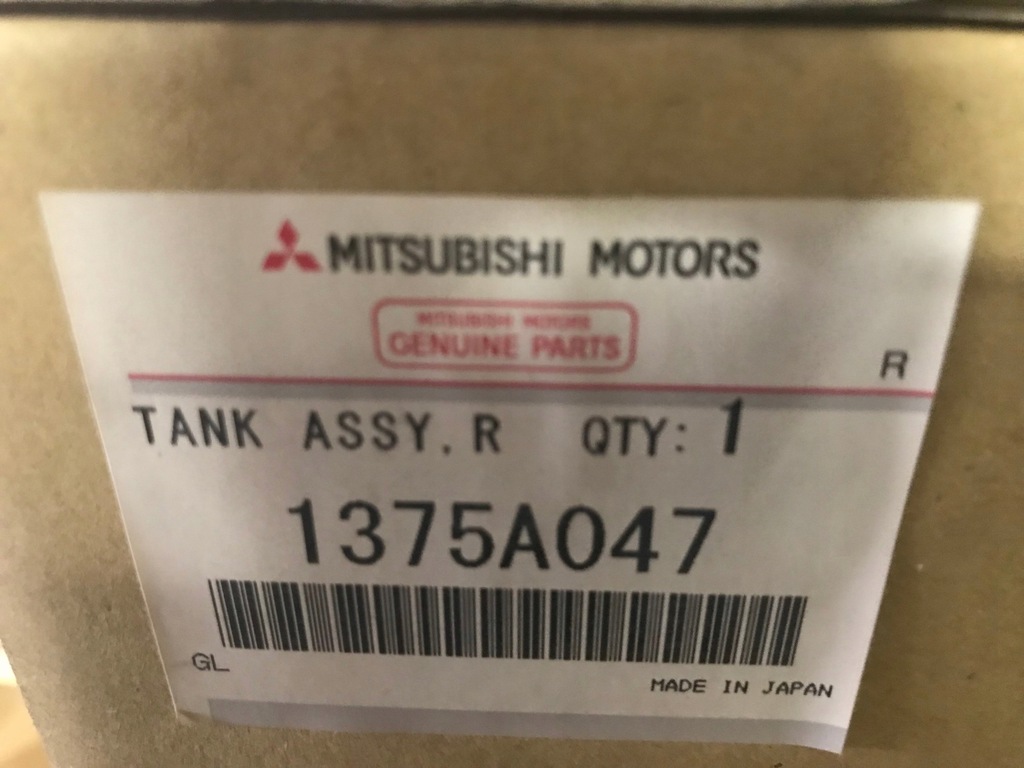 MITSUBISHI MOTORS
MITSUBISHI MOTORS
GENUINE PARTS
R
TANK ASSY,R QTY: 1
1375A047
GL
MADE IN JAPAN